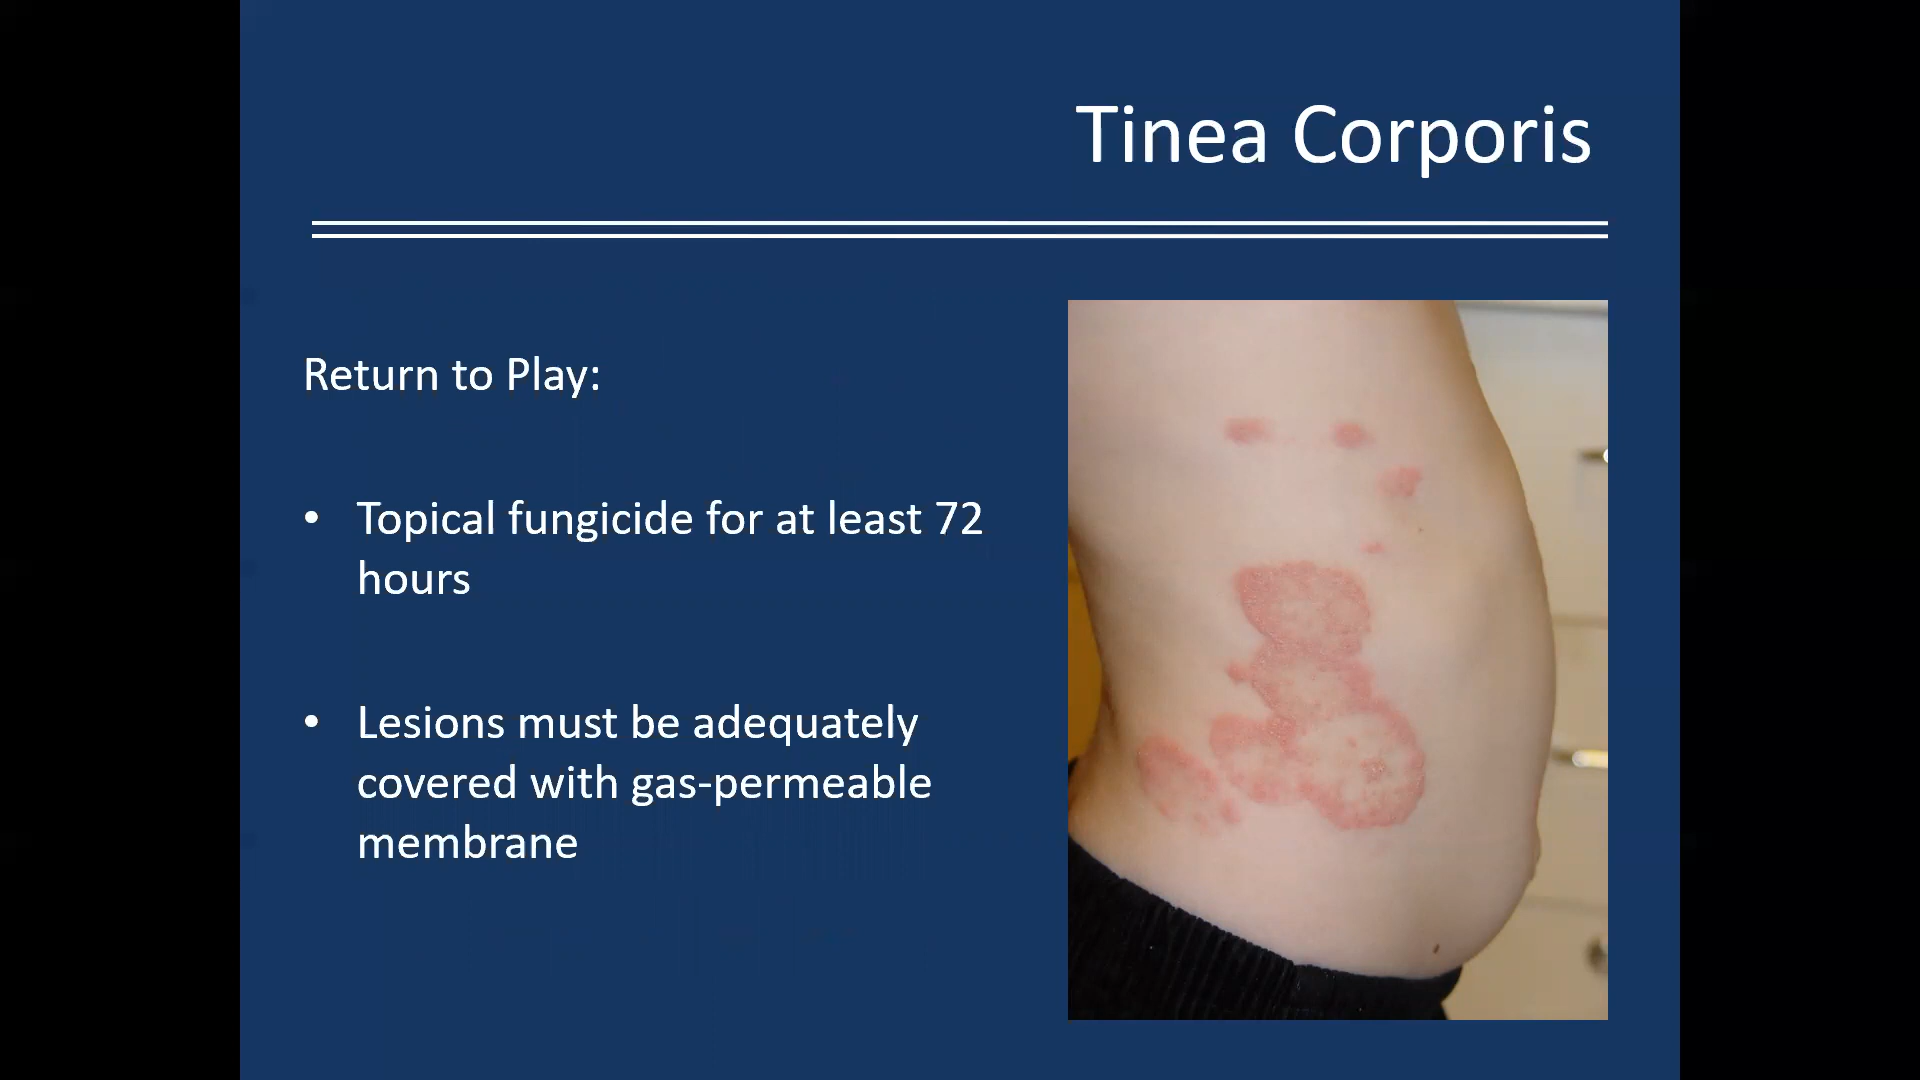 Tinea Corporis
Return to Play:
• Topical fungicide for at least 72
hours
• Lesions must be adequately
covered with gas-permeable
membrane